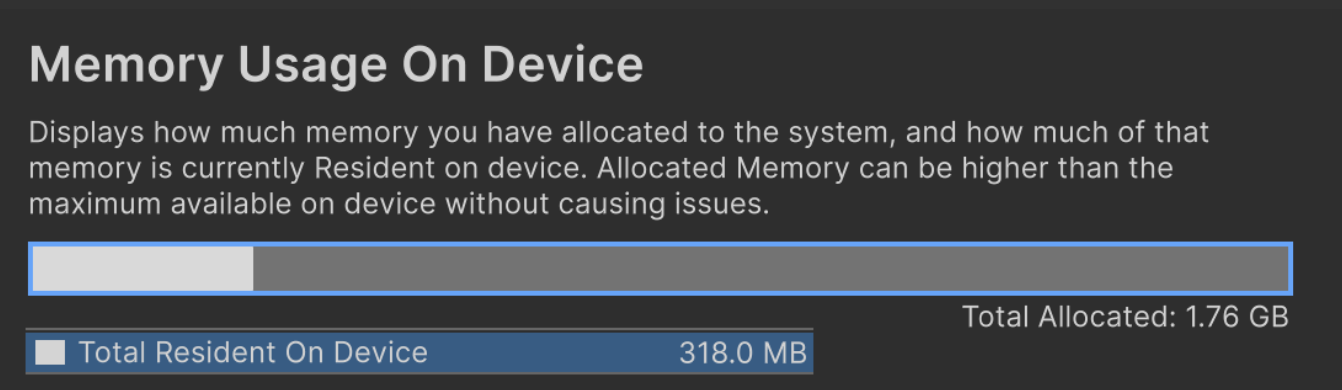 Memory Usage On Device
Displays how much memory you have allocated to the system, and how much of that
memory is currently Resident on device. Allocated Memory can be higher than the
maximum available on device without causing issues.
Total Allocated: 1.76 GB
Total Resident On Device 318.0 MB